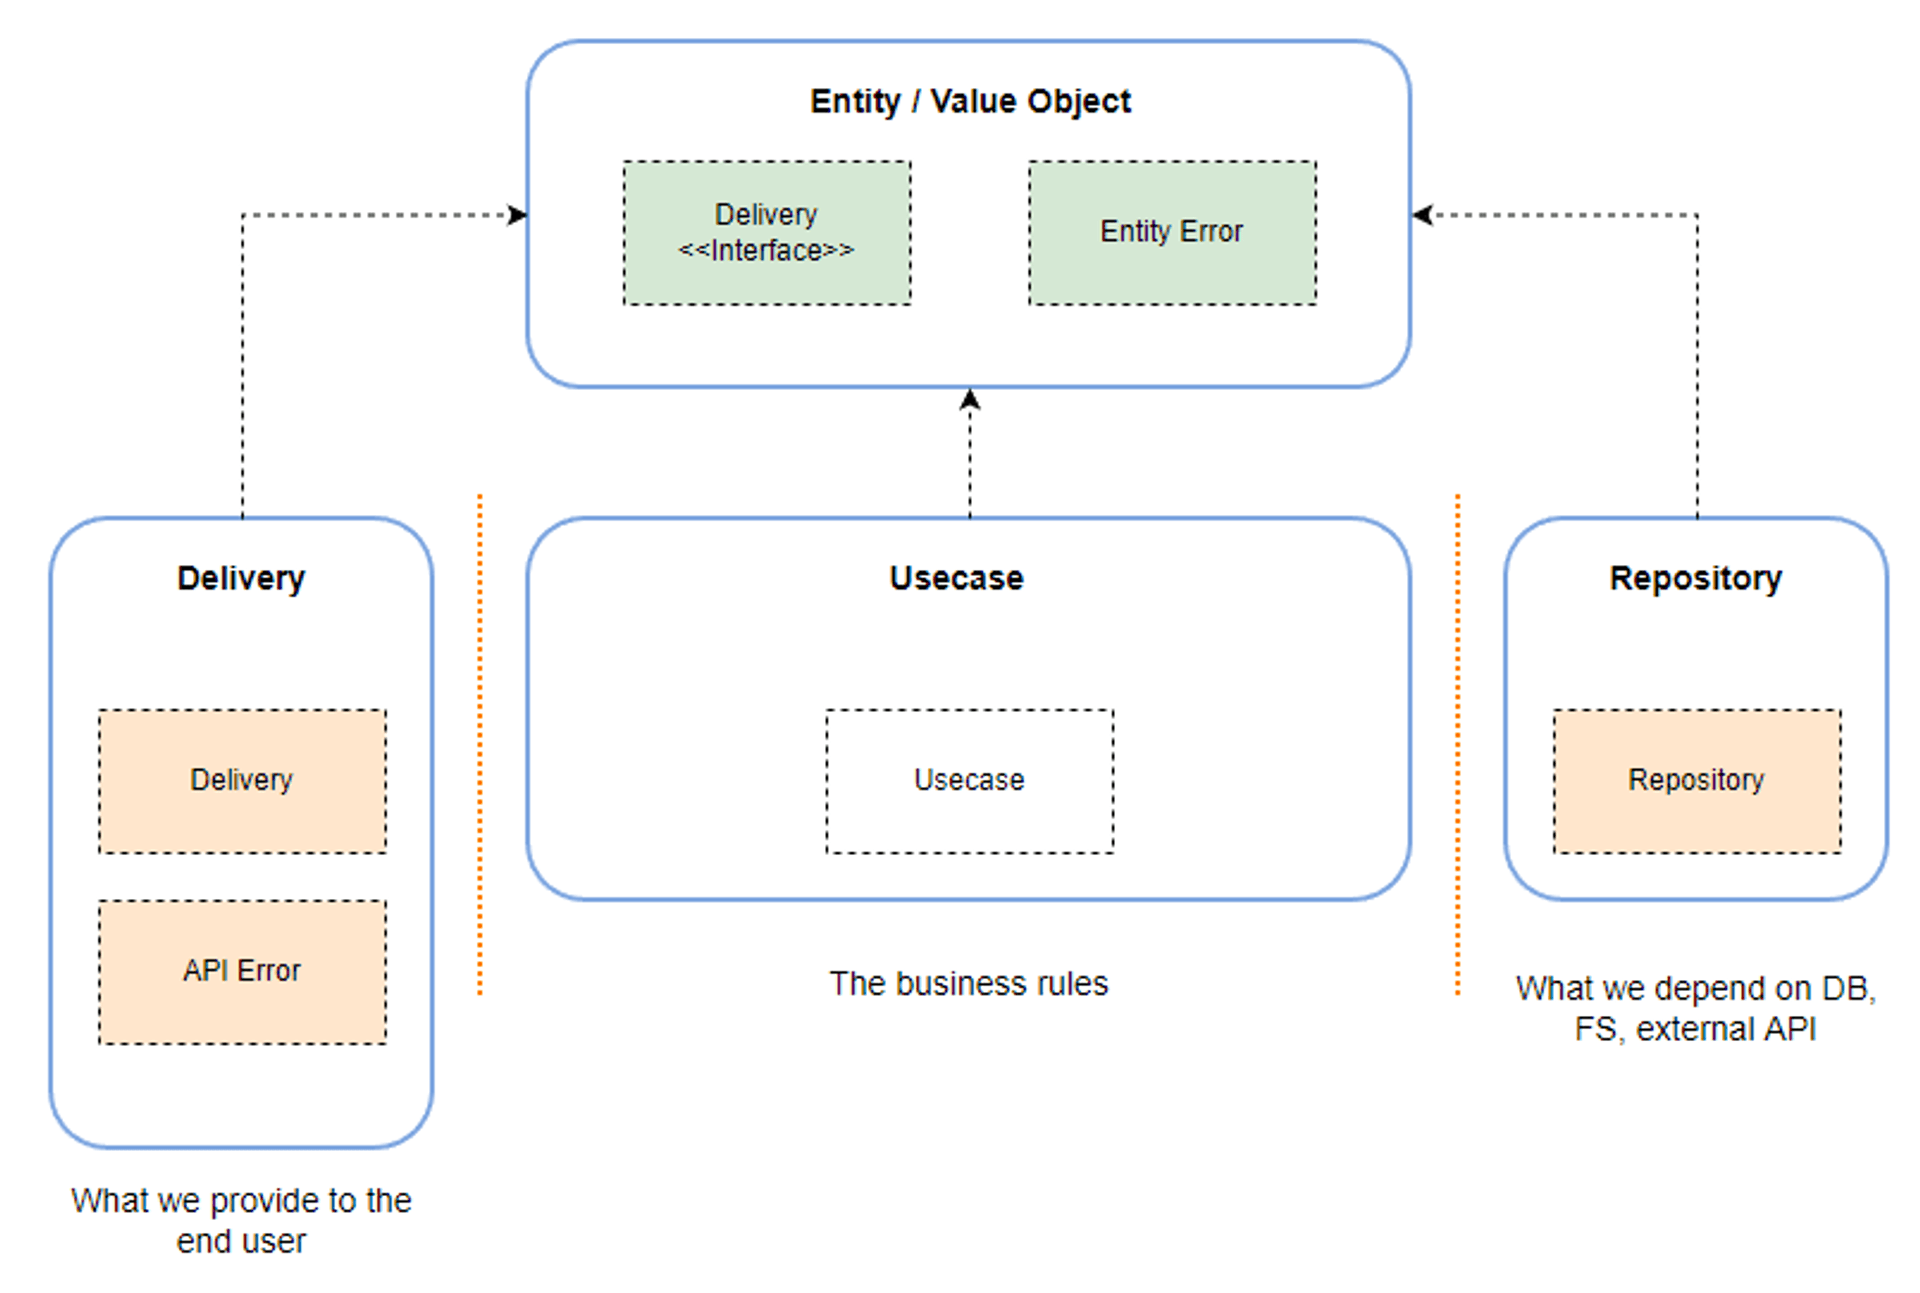 Entity / Value Object
Delivery
<<Interface>>
Entity Error
Delivery
Delivery
API Error
What we provide to the
end user
Usecase
Usecase
The business rules
Repository
Repository
What we depend on DB,
FS, external API